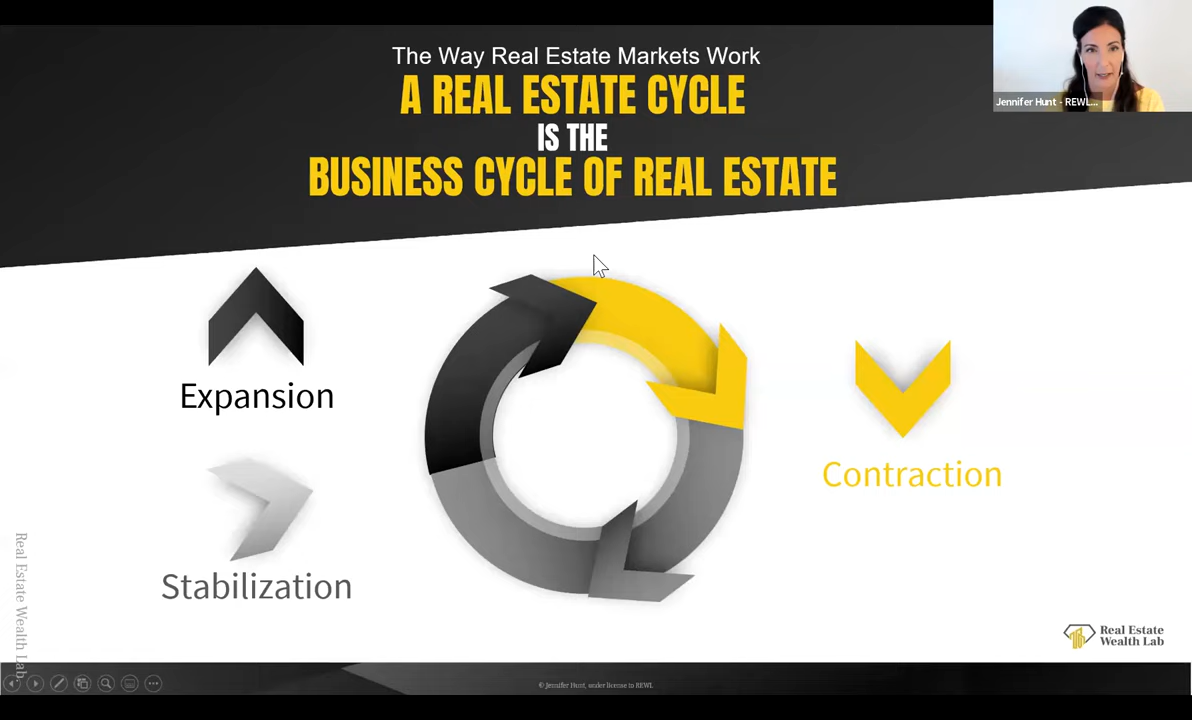 The Way Real Estate Markets Work
A REAL ESTATE CYCLE
IS THE
BUSINESS CYCLE OF REAL ESTATE
Jennifer Hunt - REWL...
Expansion
Contraction
Stabilization
Real Estate Wealth Lab.
Real Estate
Wealth Lab
© Jennifer Hunt, under license to REWL